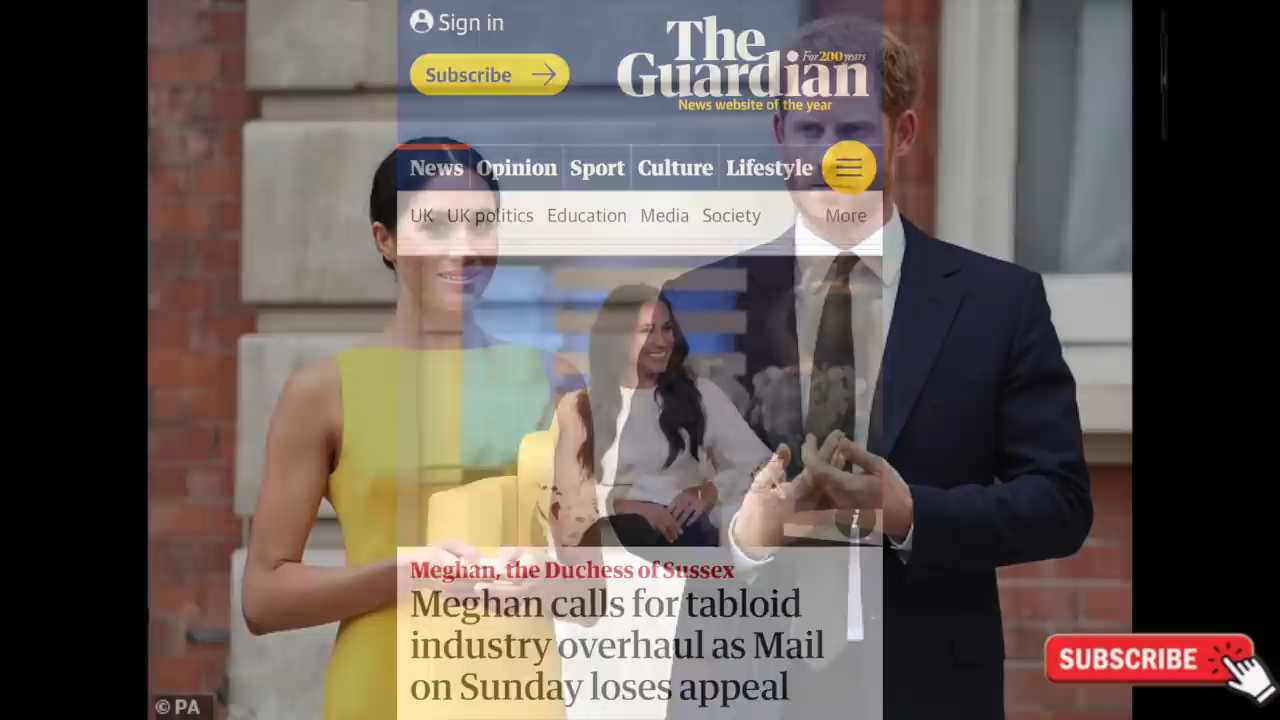 Sign in
Subscribe
The
Guardian
For 200 years
News website of the year
News Opinion Sport Culture Lifestyle
UK UK politics Education Media Society More
Meghan, the Duchess of Sussex
Meghan calls for tabloid
industry overhaul as Mail
on Sunday loses appeal
SUBSCRIBE
© PA